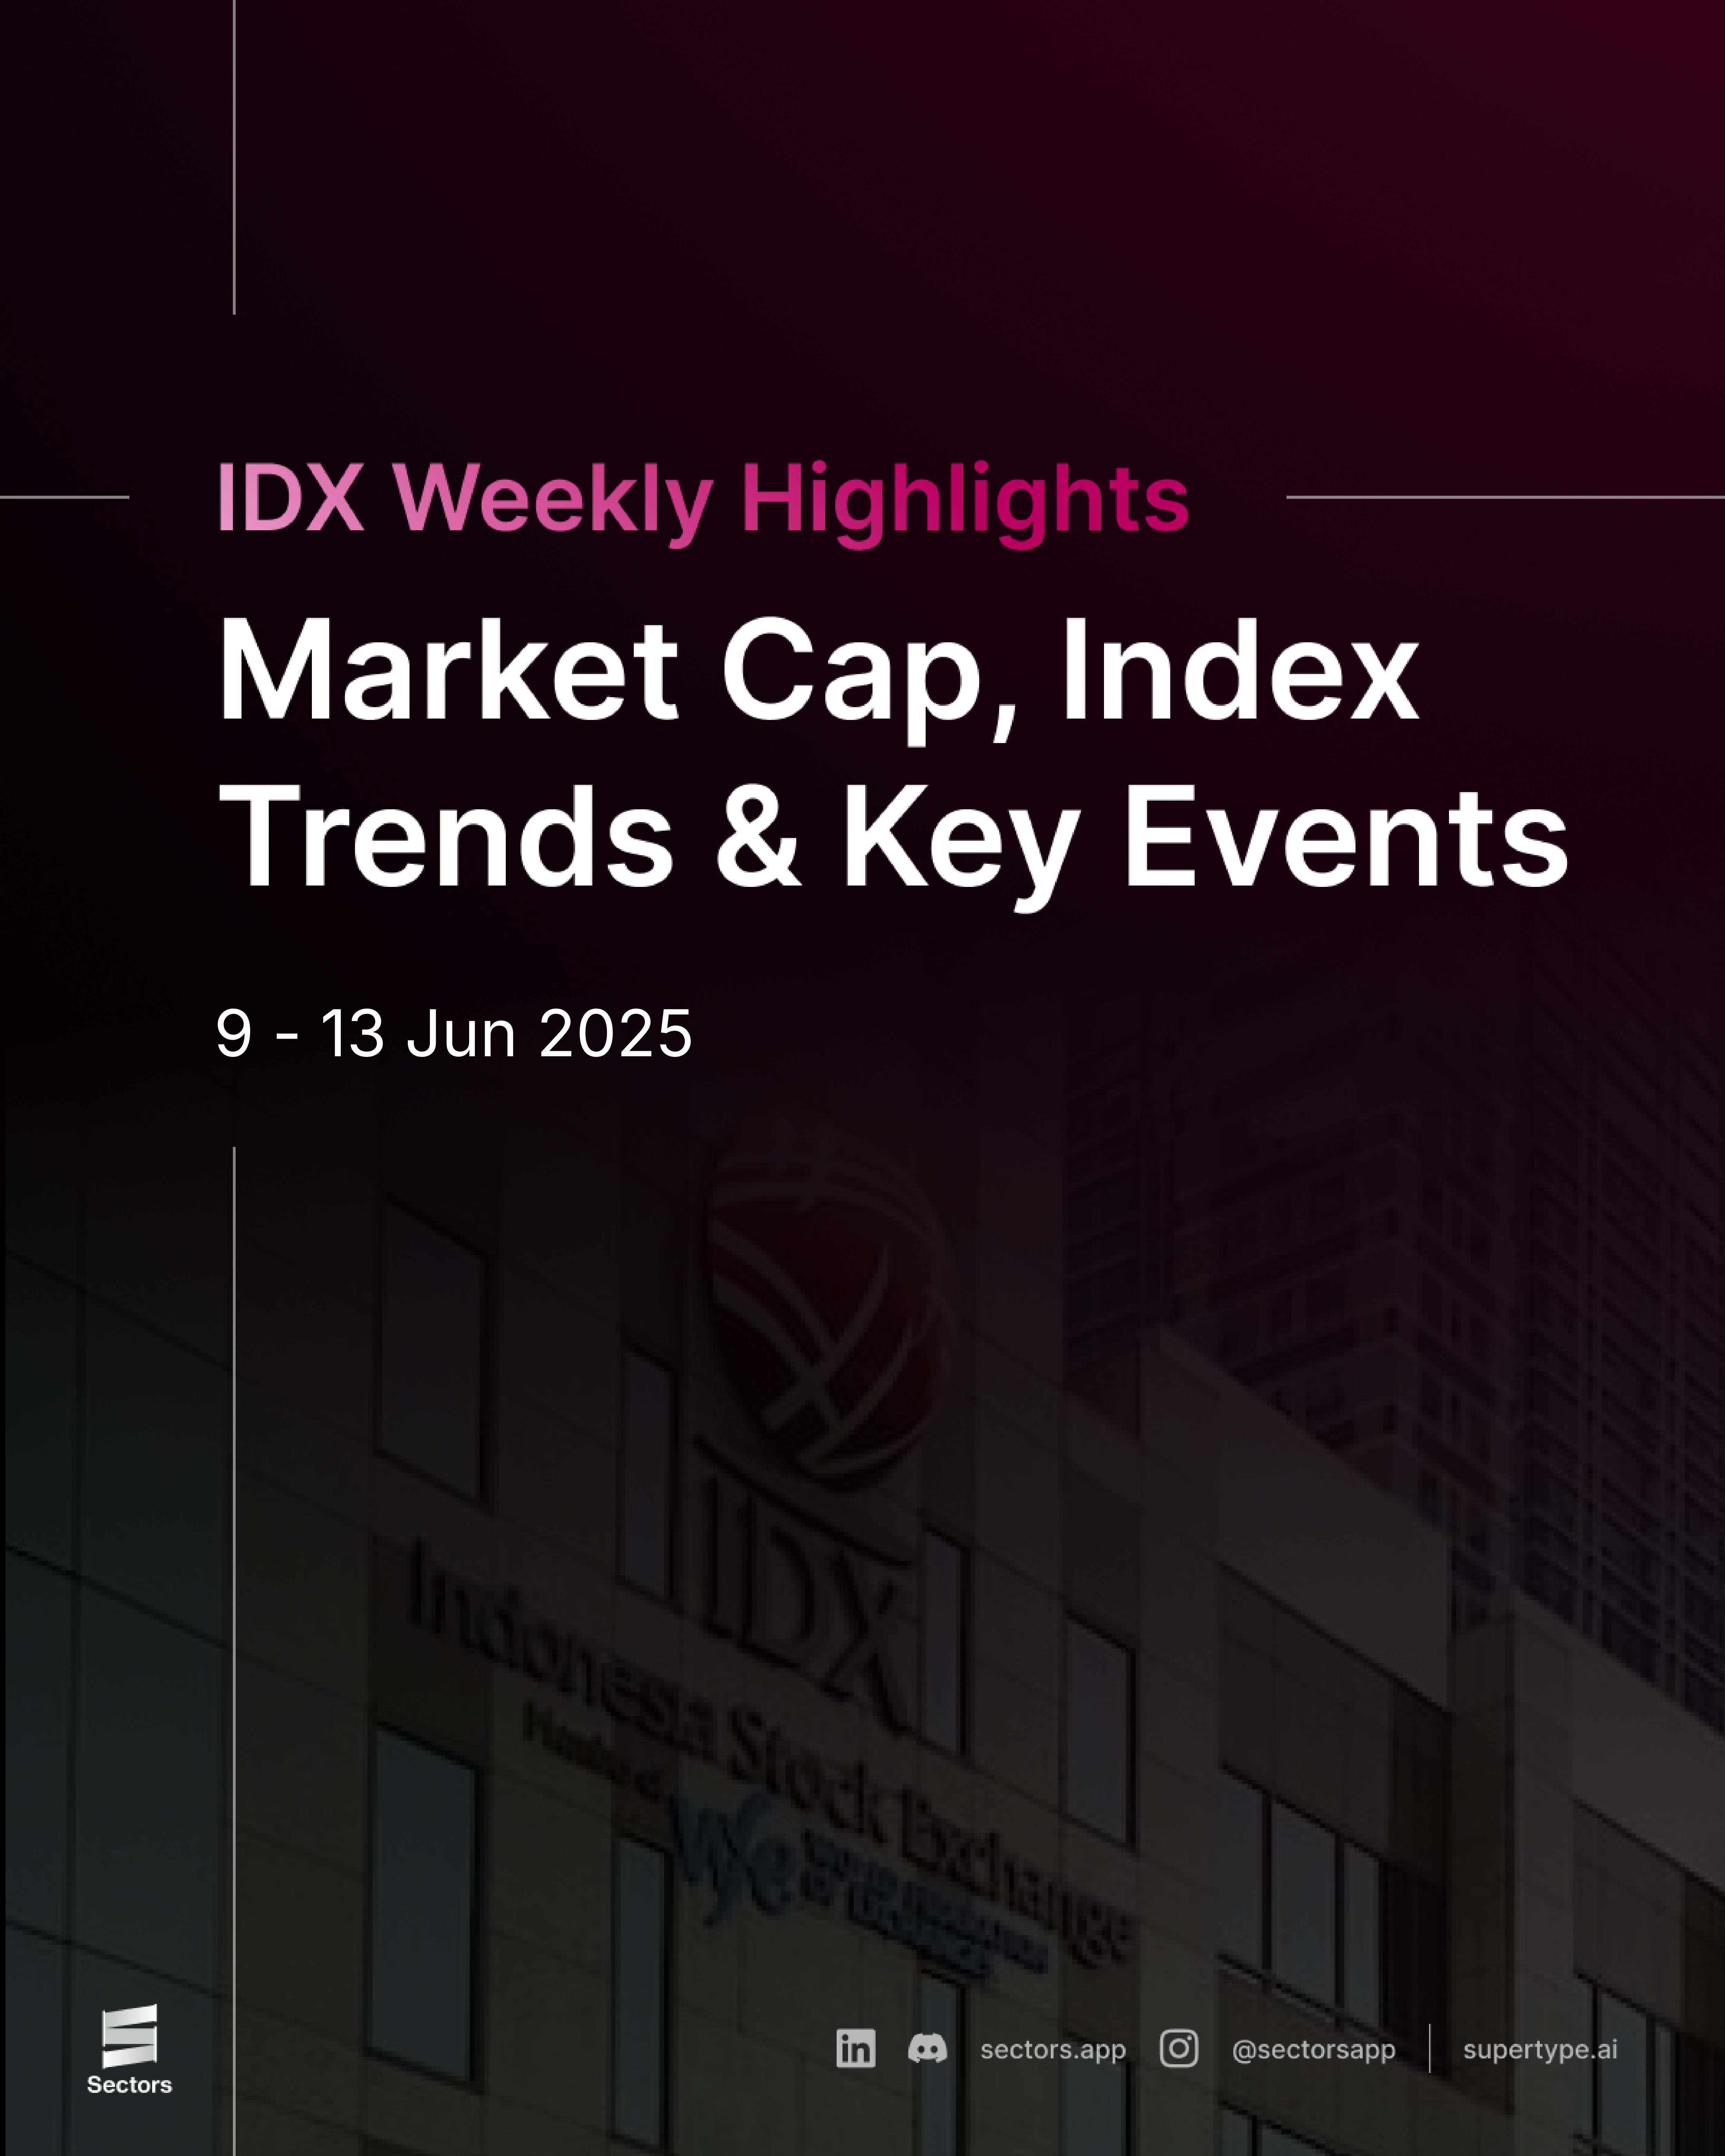 IDX Weekly Highlights
Market Cap, Index
Trends & Key Events
9 - 13 Jun 2025
IDX
Indonesia Stock Exchange
Sectors
in
sectors.app
@sectorsapp
supertype.ai